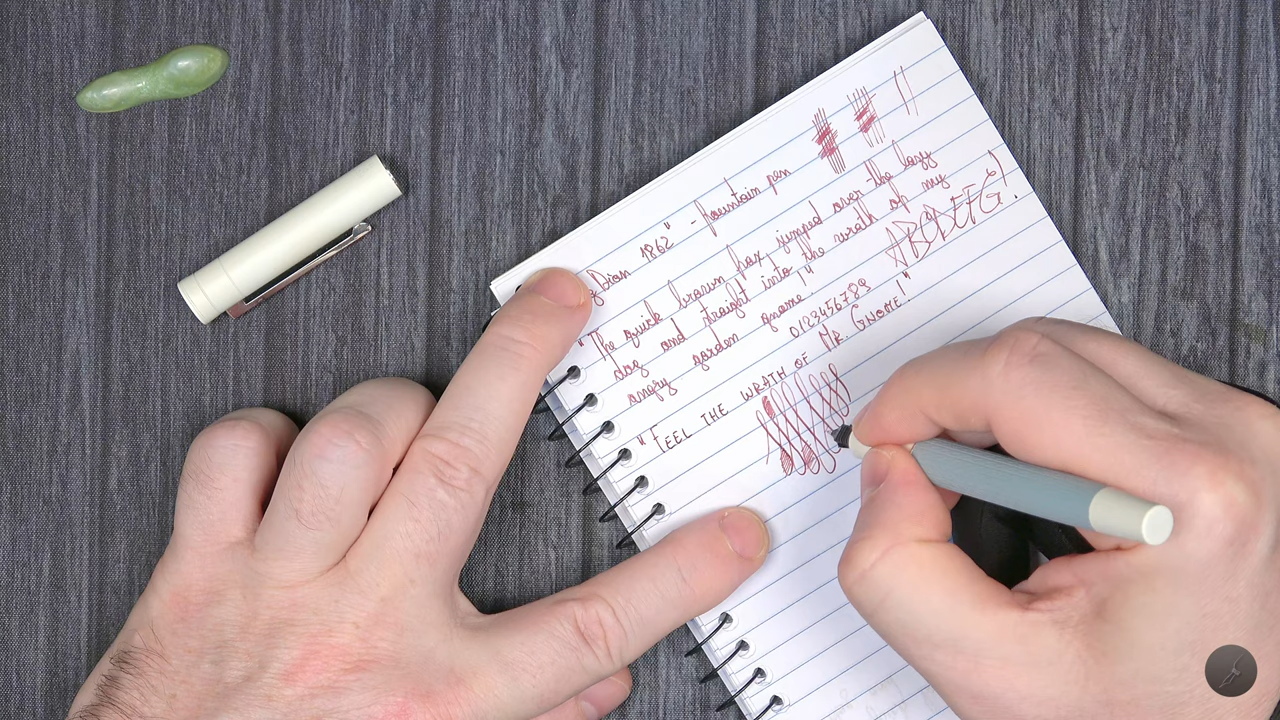 Dian 1862" - fountain pen
"The quick brown fox, jumped over the lazy
dog and straight into the wrath of my
angry garden gnome!"
ABCDEFG!
0123456789
"FEEL THE WRATH OF MR. GNOME!"